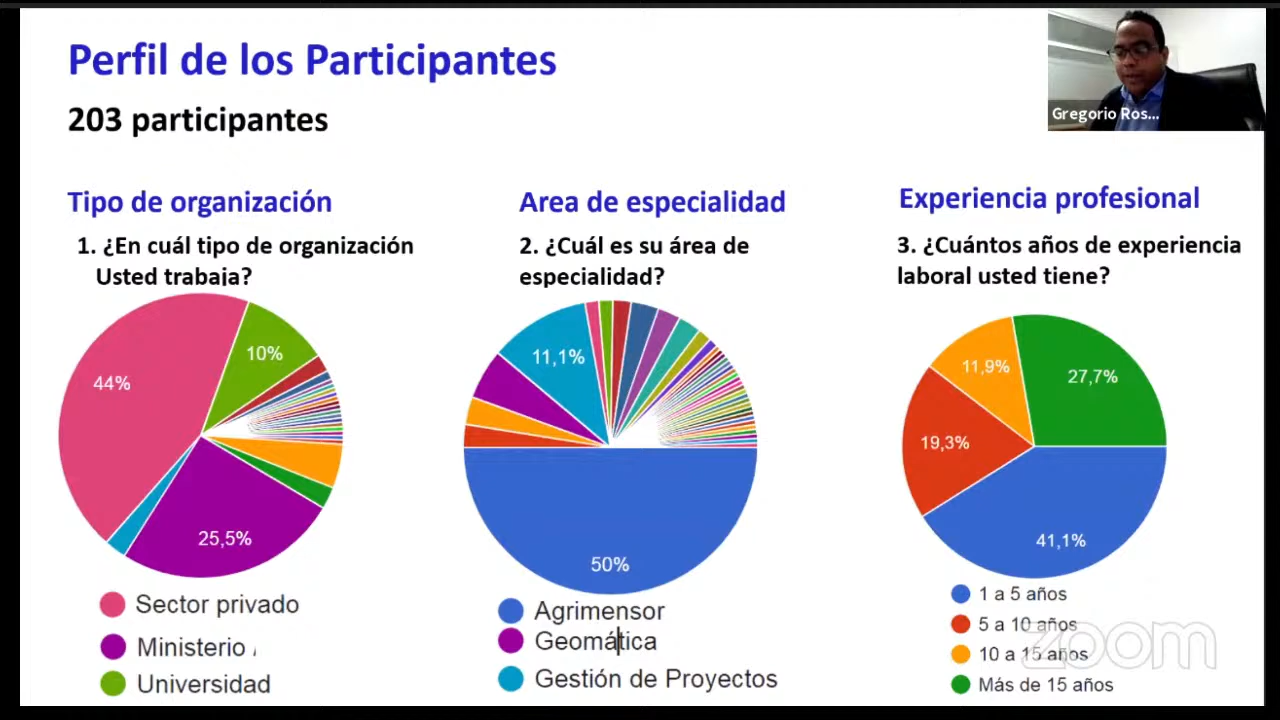 Perfil de los Participantes
203 participantes
Gregorio Ros...
Tipo de organización
1. ¿En cuál tipo de organización
Usted trabaja?
44%
10%
25,5%
Sector privado
Ministerio
Universidad
Area de especialidad
2. ¿Cuál es su área de
especialidad?
11,1%
50%
Agrimensor
Geomática
Gestión de Proyectos
Experiencia profesional
3. ¿Cuántos años de experiencia
laboral usted tiene?
11,9%
27,7%
19,3%
41,1%
1 a 5 años
5 a 10 años
10 a 15 años
Más de 15 años
zoom